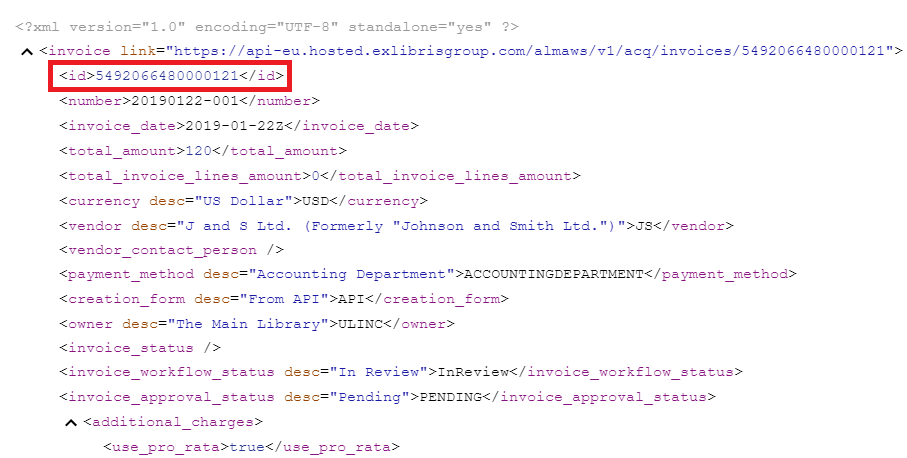 <?xml version="1.0" encoding="UTF-8" standalone="yes" ?>
<invoice link="https://api-eu.hosted.exlibrisgroup.com/almaws/v1/acq/invoices/5492066480000121">
<id>5492066480000121</id>
<number>20190122-001</number>
<invoice_date>2019-01-22Z</invoice_date>
<total_amount>120</total_amount>
<total_invoice_lines_amount>0</total_invoice_lines_amount>
<currency desc="US Dollar">USD</currency>
<vendor desc="J and S Ltd. (Formerly "Johnson and Smith Ltd.")">JS</vendor>
<vendor_contact_person />
<payment_method desc="Accounting Department">ACCOUNTINGDEPARTMENT</payment_method>
<creation_form desc="From API">API</creation_form>
<owner desc="The Main Library">ULINC</owner>
<invoice_status />
<invoice_workflow_status desc="In Review">InReview</invoice_workflow_status>
<invoice_approval_status desc="Pending">PENDING</invoice_approval_status>
<additional_charges>
<use_pro_rata>true</use_pro_rata>